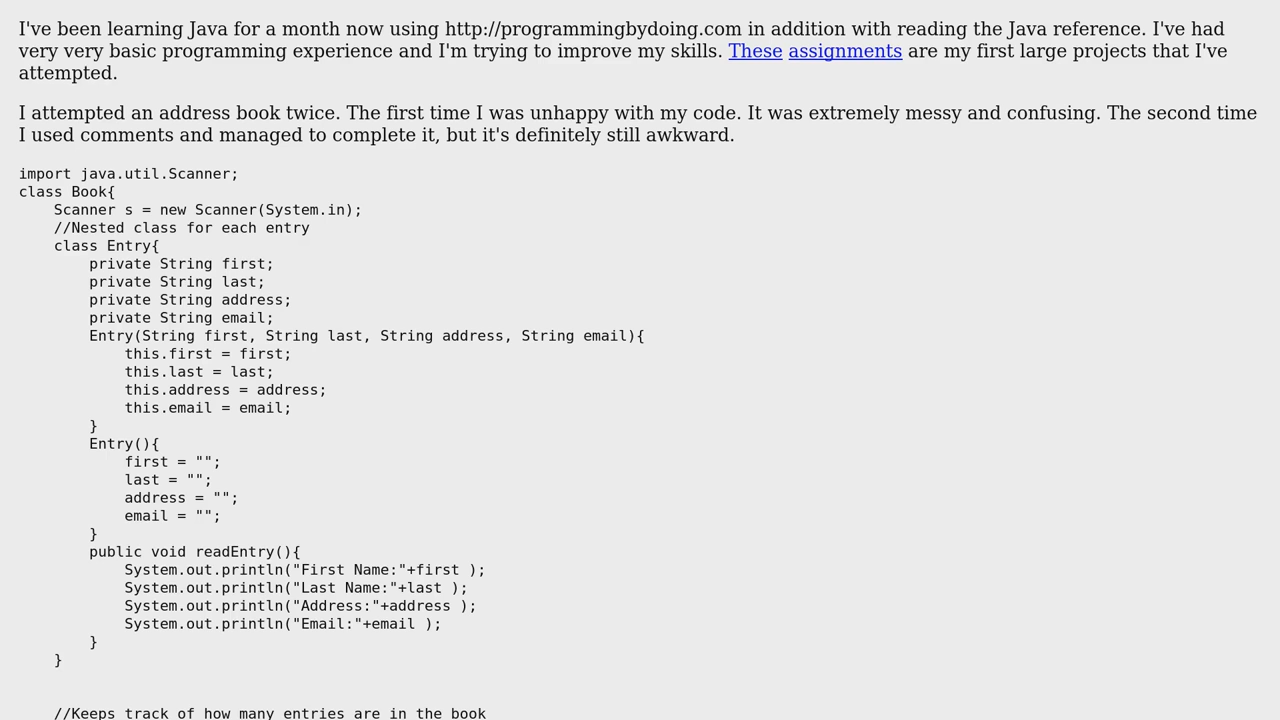 I've been learning Java for a month now using http://programmingbydoing.com in addition with reading the Java reference. I've had
very very basic programming experience and I'm trying to improve my skills. These assignments are my first large projects that I've
attempted.
I attempted an address book twice. The first time I was unhappy with my code. It was extremely messy and confusing. The second time
I used comments and managed to complete it, but it's definitely still awkward.
import java.util.Scanner;
class Book{
    Scanner s = new Scanner(System.in);
    //Nested class for each entry
    class Entry{
        private String first;
        private String last;
        private String address;
        private String email;
        Entry(String first, String last, String address, String email){
            this.first = first;
            this.last = last;
            this.address = address;
            this.email = email;
        }
        Entry(){
            first = "";
            last = "";
            address = "";
            email = "";
        }
        public void readEntry(){
            System.out.println("First Name:"+first );
            System.out.println("Last Name:"+last );
            System.out.println("Address:"+address );
            System.out.println("Email:"+email );
        }
    }
    //Keeps track of how many entries are in the book